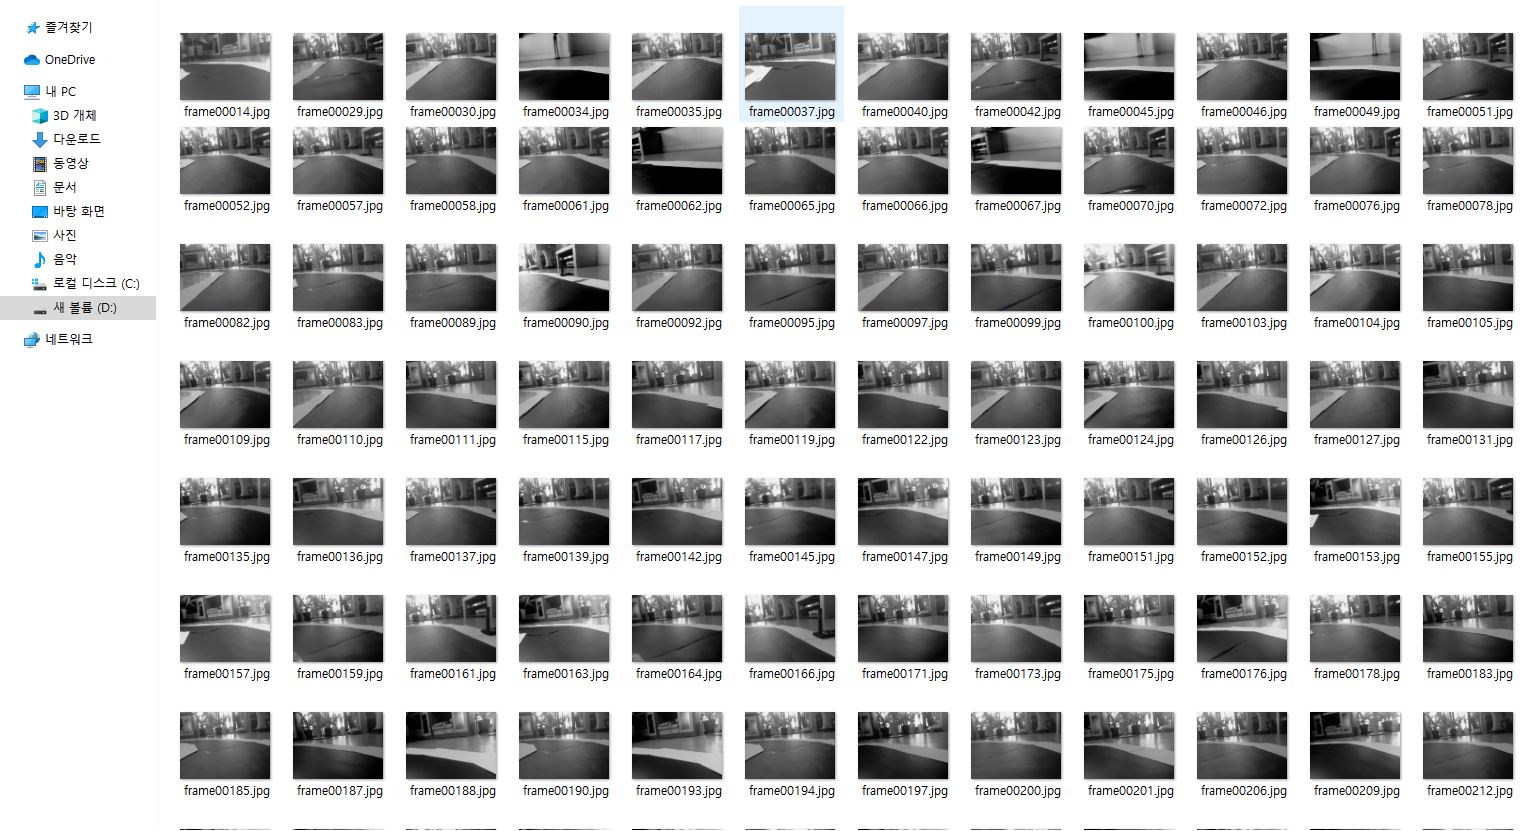 즐겨찾기
OneDrive
내 PC
3D 개체
다운로드
동영상
문서
바탕 화면
사진
음악
로컬 디스크 (C:)
새 볼륨 (D:)
네트워크
frame00014.jpg frame00029.jpg frame00030.jpg frame00034.jpg frame00035.jpg frame00037.jpg frame00040.jpg frame00042.jpg frame00045.jpg frame00046.jpg frame00049.jpg frame00051.jpg
frame00052.jpg frame00057.jpg frame00058.jpg frame00061.jpg frame00062.jpg frame00065.jpg frame00066.jpg frame00067.jpg frame00070.jpg frame00072.jpg frame00076.jpg frame00078.jpg
frame00082.jpg frame00083.jpg frame00089.jpg frame00090.jpg frame00092.jpg frame00095.jpg frame00097.jpg frame00099.jpg frame00100.jpg frame00103.jpg frame00104.jpg frame00105.jpg
frame00109.jpg frame00110.jpg frame00111.jpg frame00115.jpg frame00117.jpg frame00119.jpg frame00122.jpg frame00123.jpg frame00124.jpg frame00126.jpg frame00127.jpg frame00131.jpg
frame00135.jpg frame00136.jpg frame00137.jpg frame00139.jpg frame00142.jpg frame00145.jpg frame00147.jpg frame00149.jpg frame00151.jpg frame00152.jpg frame00153.jpg frame00155.jpg
frame00157.jpg frame00159.jpg frame00161.jpg frame00163.jpg frame00164.jpg frame00166.jpg frame00171.jpg frame00173.jpg frame00175.jpg frame00176.jpg frame00178.jpg frame00183.jpg
frame00185.jpg frame00187.jpg frame00188.jpg frame00190.jpg frame00193.jpg frame00194.jpg frame00197.jpg frame00200.jpg frame00201.jpg frame00206.jpg frame00209.jpg frame00212.jpg